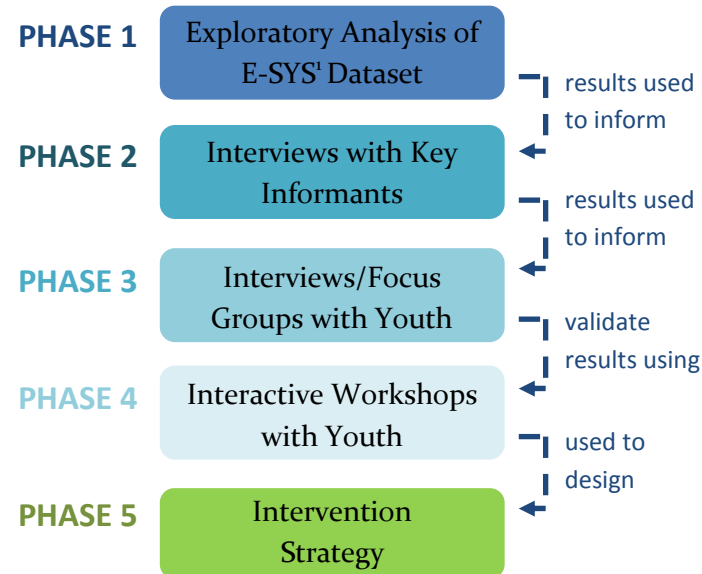 PHASE 1
Exploratory Analysis of
E-SYS¹ Dataset
results used
to inform
PHASE 2
Interviews with Key
Informants
results used
to inform
PHASE 3
Interviews/Focus
Groups with Youth
validate
results using
PHASE 4
Interactive Workshops
with Youth
used to
design
PHASE 5
Intervention
Strategy